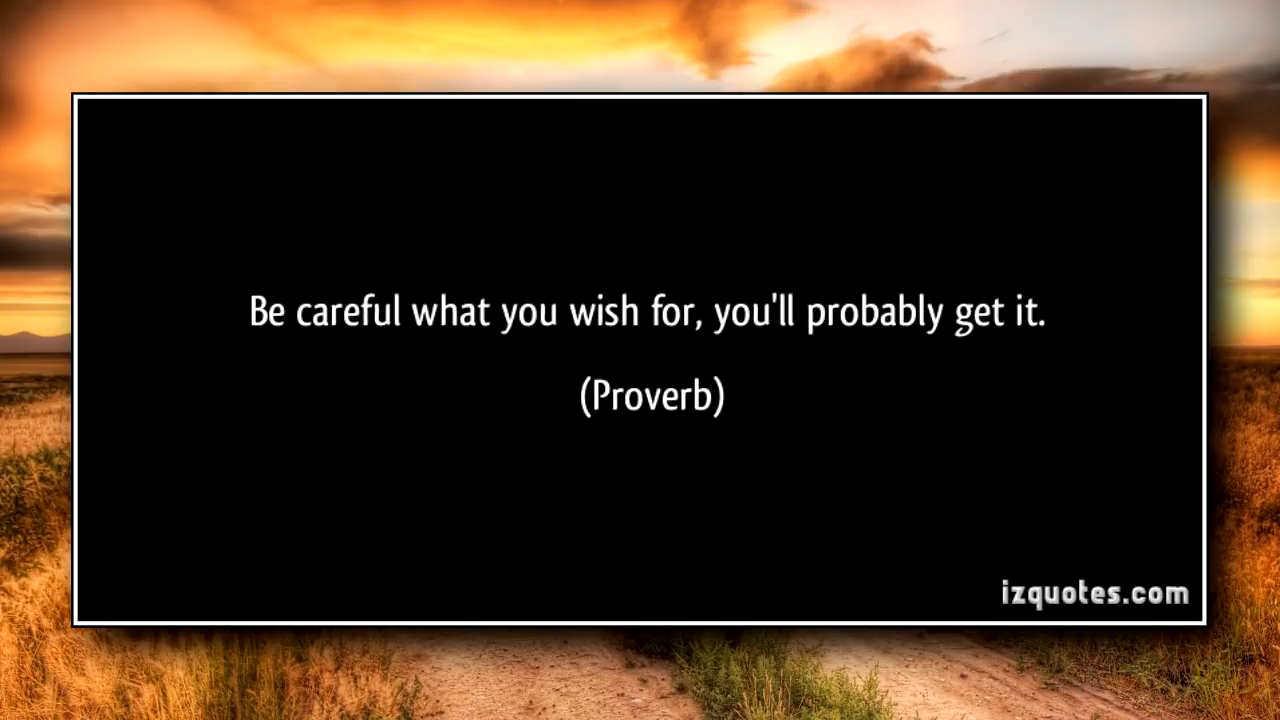 Be careful what you wish for, you'll probably get it.
(Proverb)
izquotes.com